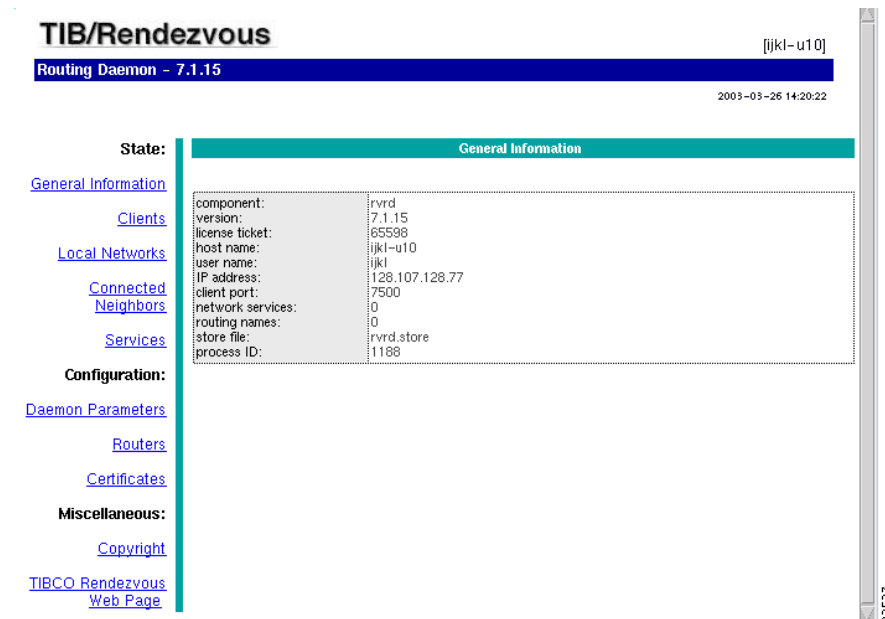 TIB/Rendezvous
[ijkl-u10]
Routing Daemon - 7.1.15
2003-03-26 14:20:22
State:
General Information
Clients
Local Networks
Connected
Neighbors
Services
Configuration:
Daemon Parameters
Routers
Certificates
Miscellaneous:
Copyright
TIBCO Rendezvous
Web Page
General Information
component: rvrd
version: 7.1.15
license ticket: 65598
host name: ijkl-u10
user name: ijkl
IP address: 128.107.128.77
client port: 7500
network services: 0
routing names: 0
store file: rvrd.store
process ID: 1188